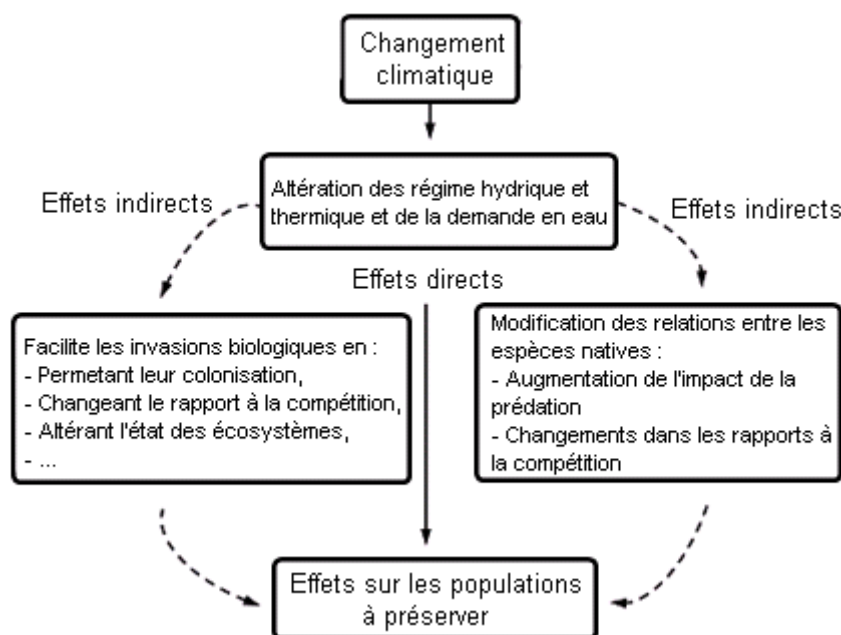 Changement
climatique
Altération des régime hydrique et
thermique et de la demande en eau
Effets indirects
Effets indirects
Effets directs
Facilite les invasions biologiques en :
- Permetant leur colonisation,
- Changeant le rapport à la compétition,
- Altérant l'état des écosystèmes,
- ...
Modification des relations entre les
espèces natives :
- Augmentation de l'impact de la
prédation
- Changements dans les rapports à
la compétition
Effets sur les populations
à préserver